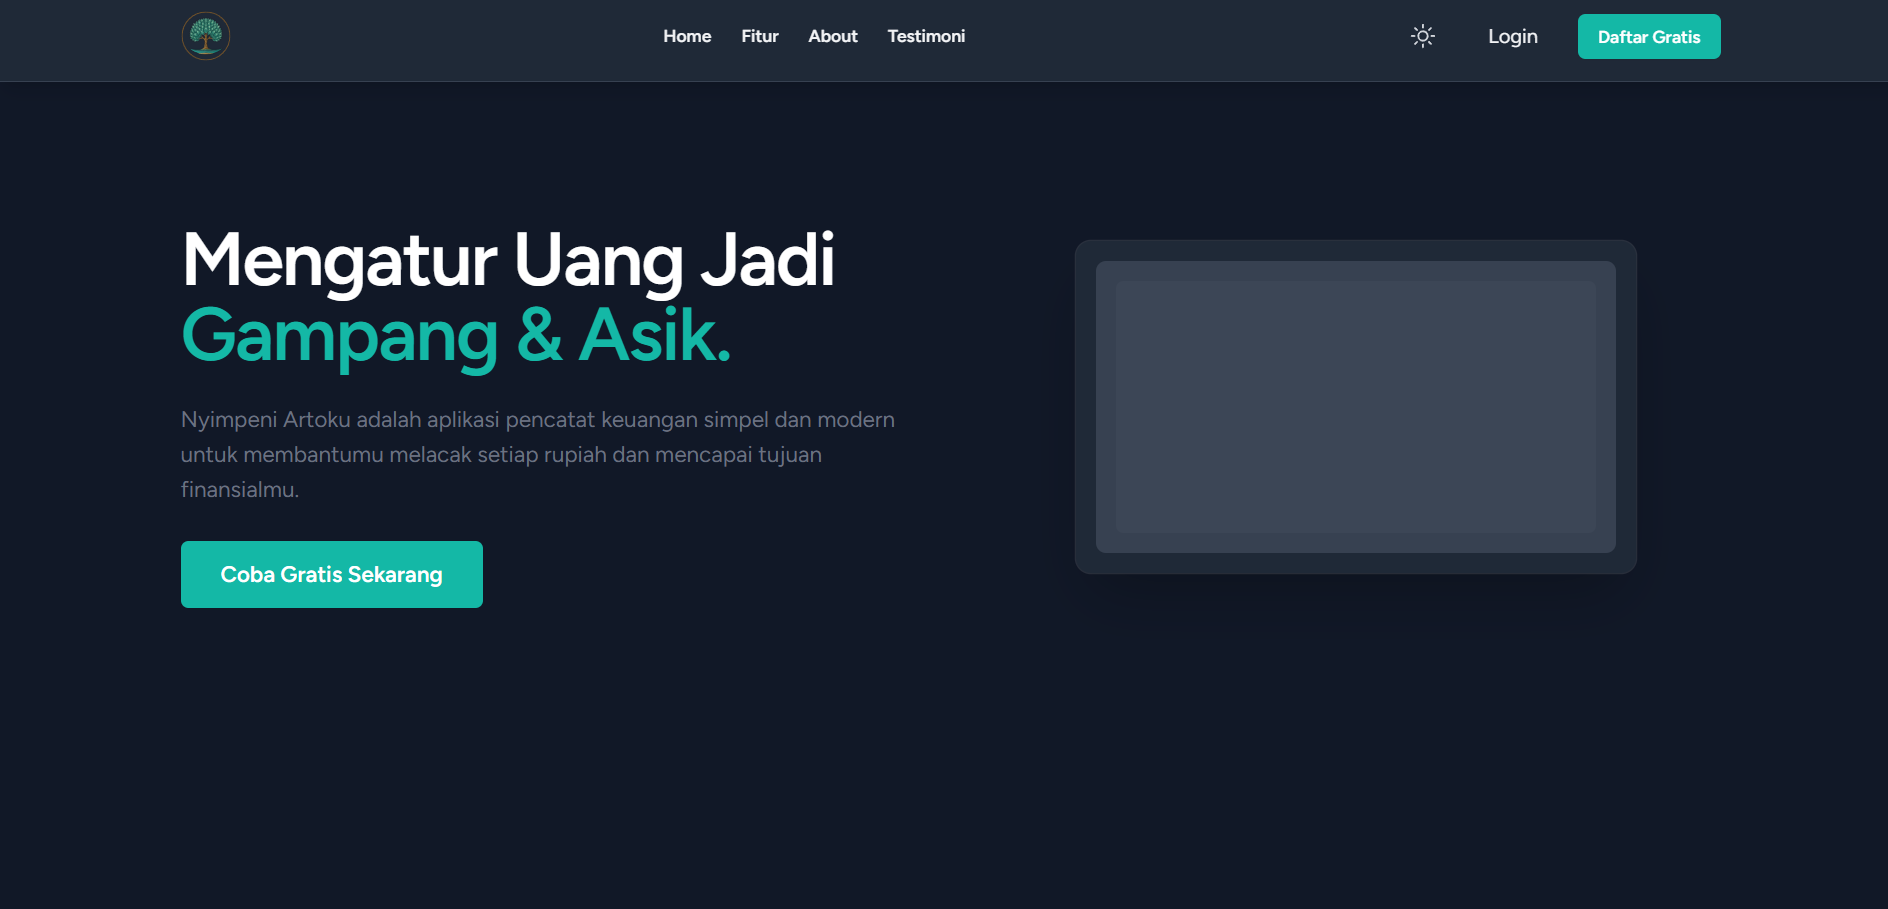 Home
Fitur
About
Testimoni
Login
Daftar Gratis
Mengatur Uang Jadi
Gampang & Asik.
Nyimpeni Artoku adalah aplikasi pencatat keuangan simpel dan modern
untuk membantumu melacak setiap rupiah dan mencapai tujuan
finansialmu.
Coba Gratis Sekarang